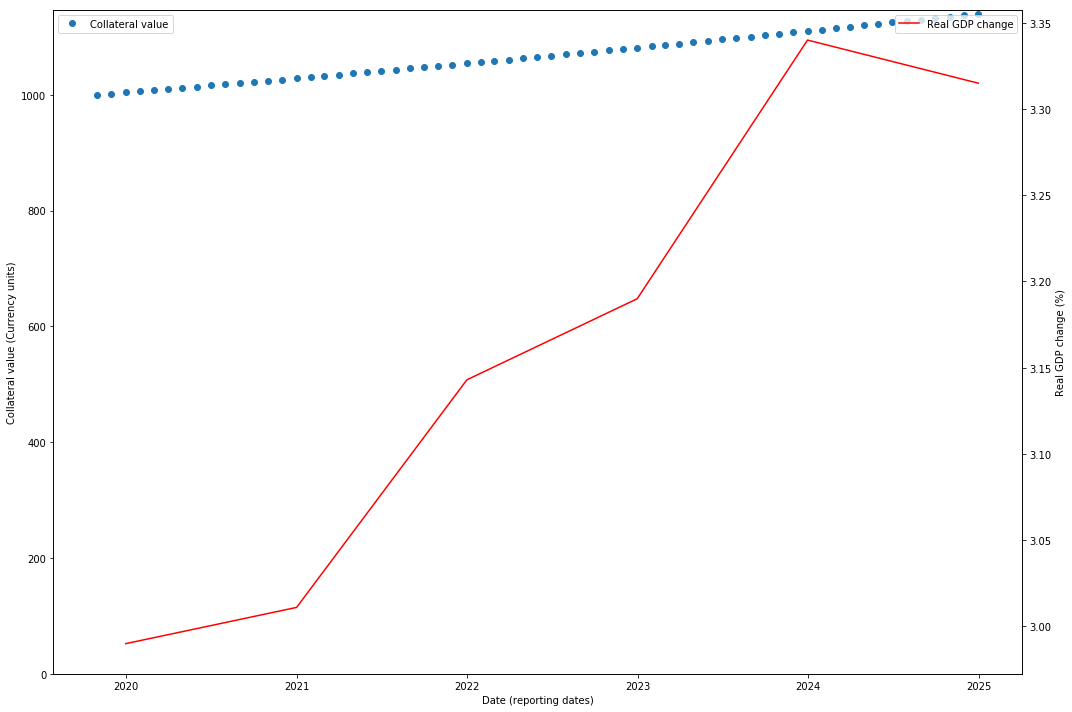 Collateral value
Real GDP change
Collateral value (Currency units)
1000
800
600
400
200
0
3.35
3.30
3.25
3.20
3.15
3.10
3.05
3.00
Real GDP change (%)
2020 2021 2022 2023 2024 2025
Date (reporting dates)